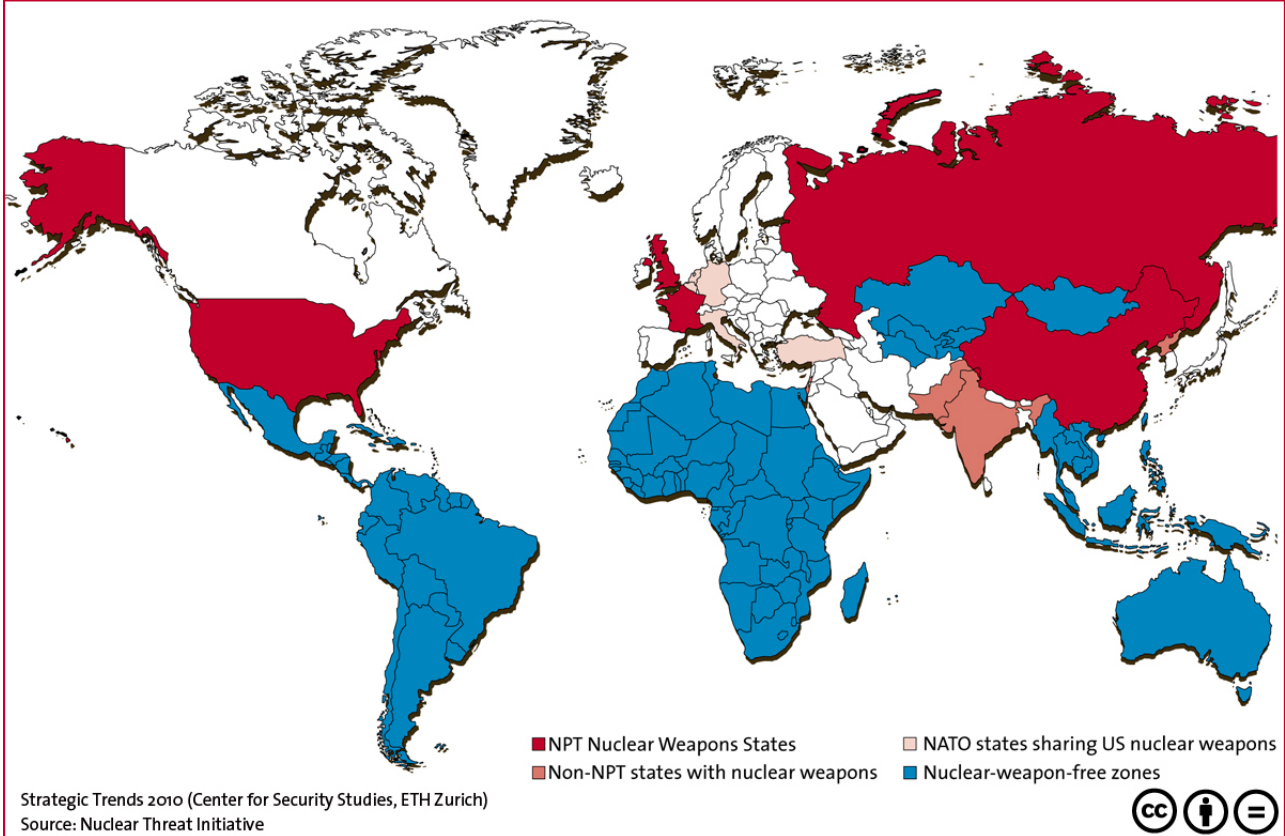 NPT Nuclear Weapons States
NATO states sharing US nuclear weapons
Non-NPT states with nuclear weapons
Nuclear-weapon-free zones
Strategic Trends 2010 (Center for Security Studies, ETH Zurich)
Source: Nuclear Threat Initiative
cc